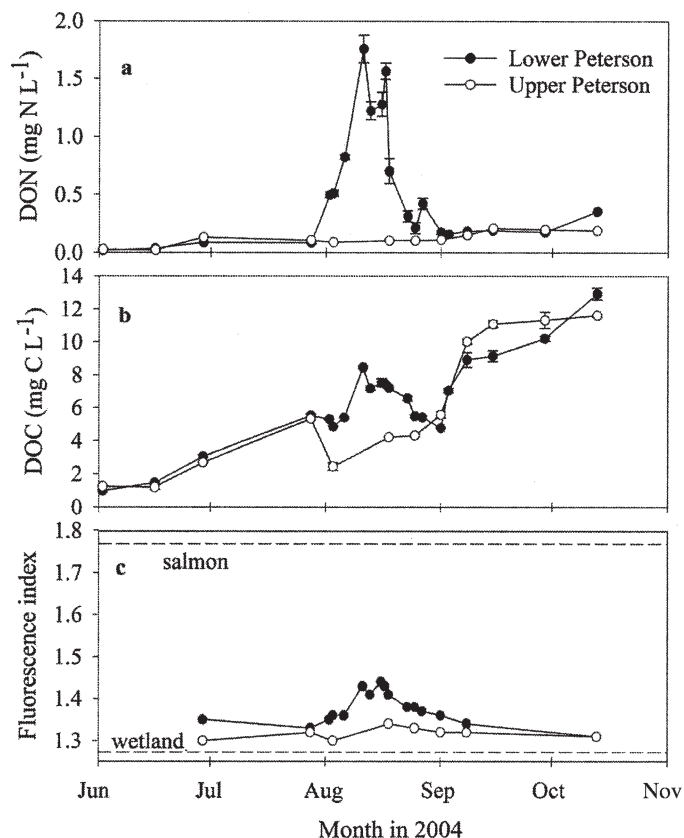 2.0
1.5
1.0
0.5
0.0
DON (mg N L⁻¹)
a
Lower Peterson
Upper Peterson
14
12
10
8
6
4
2
0
DOC (mg C L⁻¹)
b
1.8
1.7
1.6
1.5
1.4
1.3
Fluorescence index
c
salmon
wetland
Jun Jul Aug Sep Oct Nov
Month in 2004